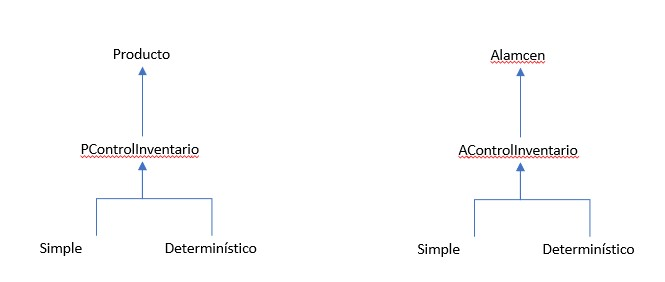 Producto
Alamcen
PControlInventario
AControlInventario
Simple
Determinístico
Simple
Determinístico